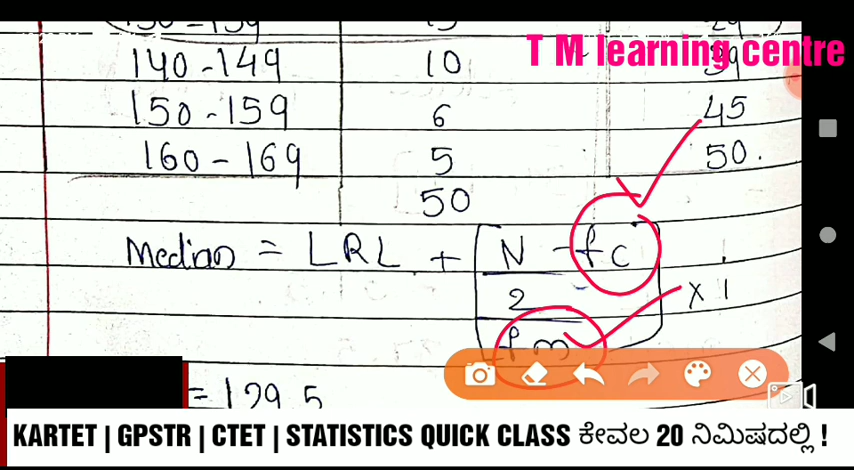 T M learning centre
140-149 10 39
150-159 6 45
160-169 5 50.
50
Median = LRL + N - fc
2
fm
× 1
= 129.5
KARTET | GPSTR | CTET | STATISTICS QUICK CLASS ಕೇವಲ 20 ನಿಮಿಷದಲ್ಲಿ !